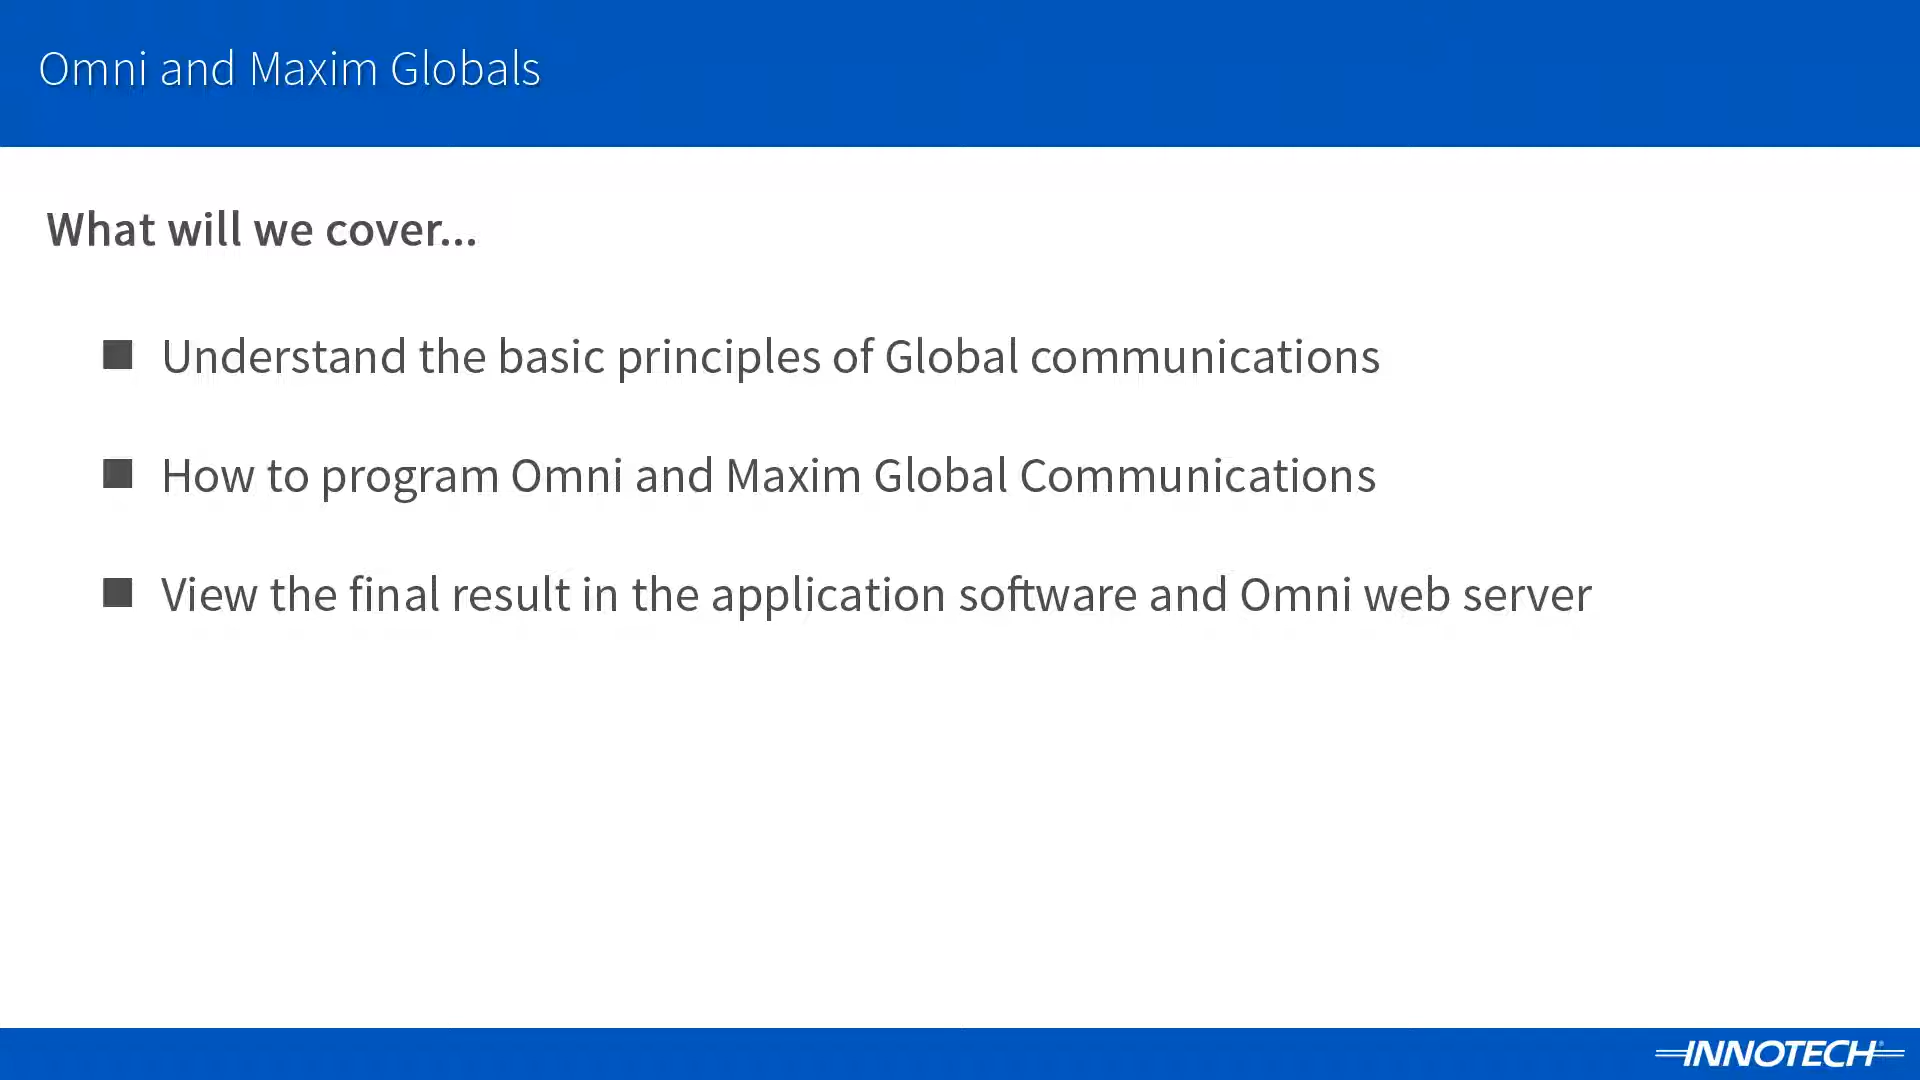 Omni and Maxim Globals
What will we cover...
Understand the basic principles of Global communications
How to program Omni and Maxim Global Communications
View the final result in the application software and Omni web server
INNOTECH